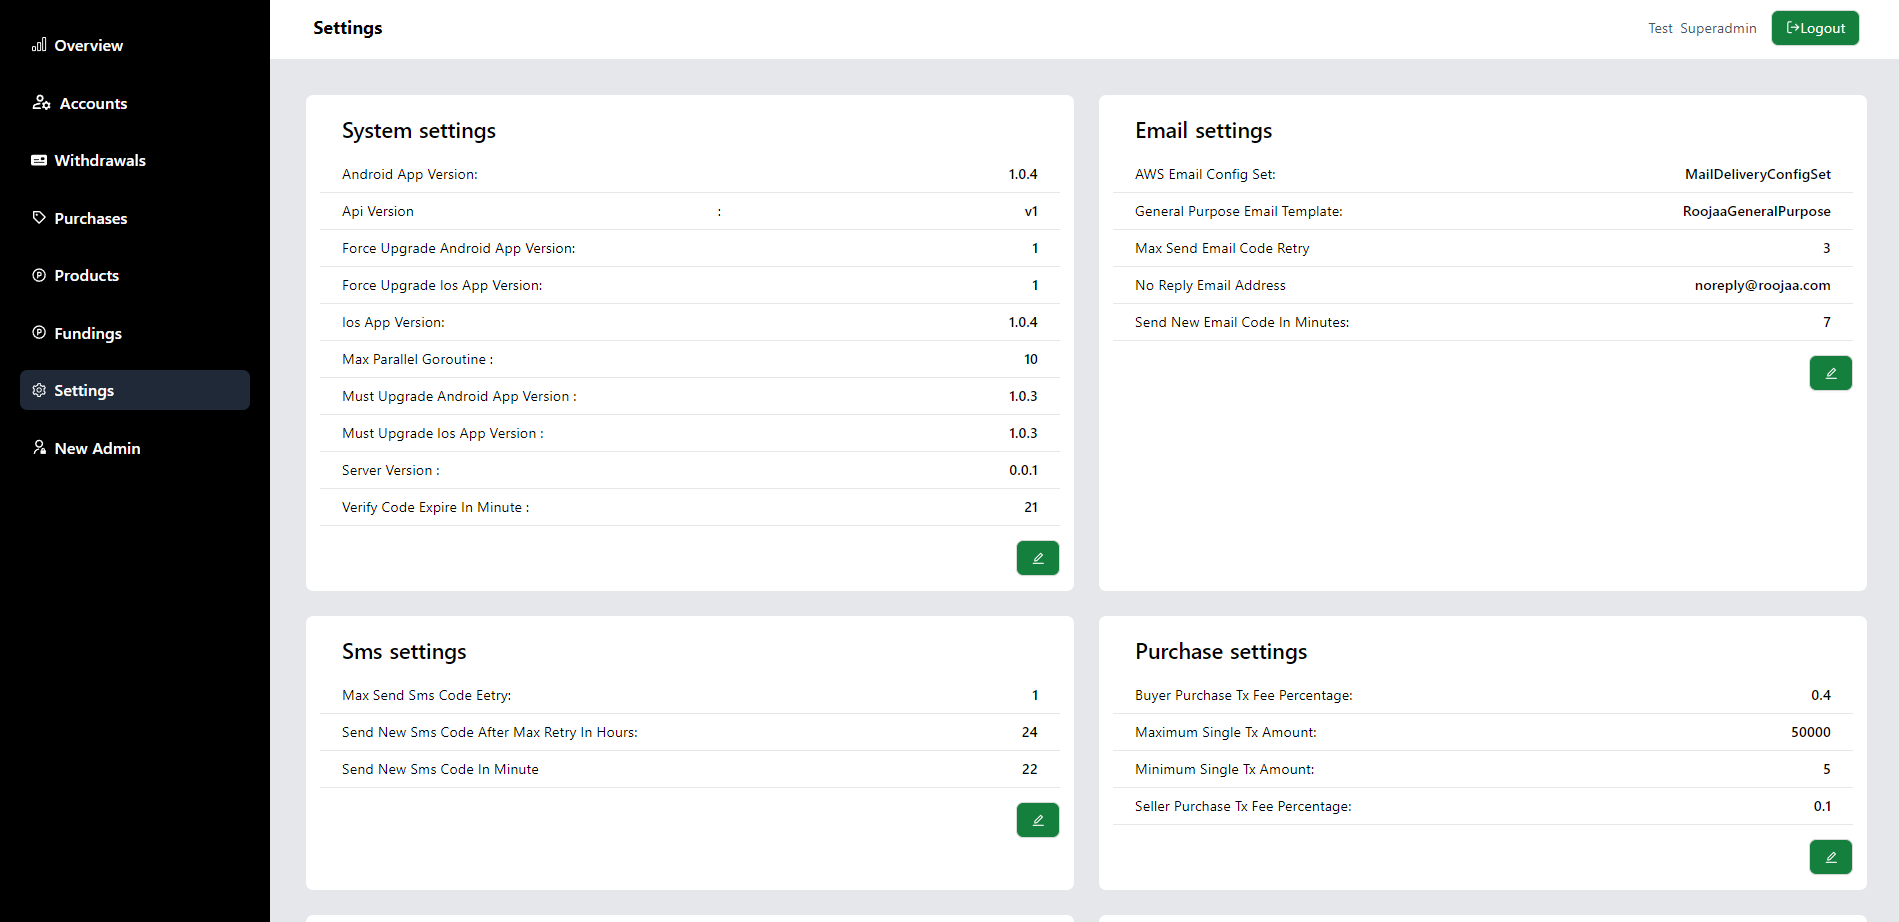 Overview
Accounts
Withdrawals
Purchases
Products
Fundings
Settings
New Admin
Settings
Test Superadmin
Logout
System settings
Android App Version: 1.0.4
Api Version : v1
Force Upgrade Android App Version: 1
Force Upgrade Ios App Version: 1
Ios App Version: 1.0.4
Max Parallel Goroutine : 10
Must Upgrade Android App Version : 1.0.3
Must Upgrade Ios App Version : 1.0.3
Server Version : 0.0.1
Verify Code Expire In Minute : 21
Email settings
AWS Email Config Set: MailDeliveryConfigSet
General Purpose Email Template: RoojaaGeneralPurpose
Max Send Email Code Retry 3
No Reply Email Address noreply@roojaa.com
Send New Email Code In Minutes: 7
Sms settings
Max Send Sms Code Eetry: 1
Send New Sms Code After Max Retry In Hours: 24
Send New Sms Code In Minute 22
Purchase settings
Buyer Purchase Tx Fee Percentage: 0.4
Maximum Single Tx Amount: 50000
Minimum Single Tx Amount: 5
Seller Purchase Tx Fee Percentage: 0.1